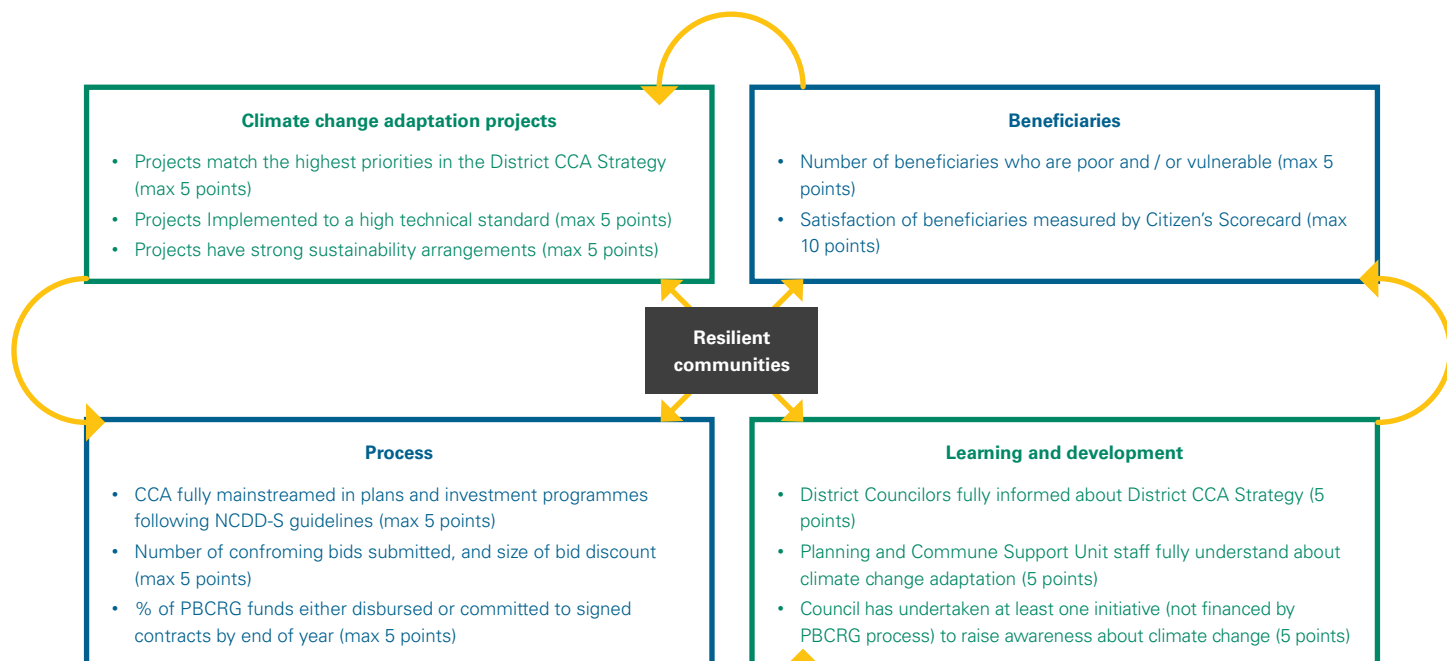 Climate change adaptation projects
• Projects match the highest priorities in the District CCA Strategy
(max 5 points)
• Projects Implemented to a high technical standard (max 5 points)
• Projects have strong sustainability arrangements (max 5 points)
Beneficiaries
• Number of beneficiaries who are poor and / or vulnerable (max 5
points)
• Satisfaction of beneficiaries measured by Citizen’s Scorecard (max
10 points)
Resilient
communities
Process
• CCA fully mainstreamed in plans and investment programmes
following NCDD-S guidelines (max 5 points)
• Number of confroming bids submitted, and size of bid discount
(max 5 points)
• % of PBCRG funds either disbursed or committed to signed
contracts by end of year (max 5 points)
Learning and development
• District Councilors fully informed about District CCA Strategy (5
points)
• Planning and Commune Support Unit staff fully understand about
climate change adaptation (5 points)
• Council has undertaken at least one initiative (not financed by
PBCRG process) to raise awareness about climate change (5 points)